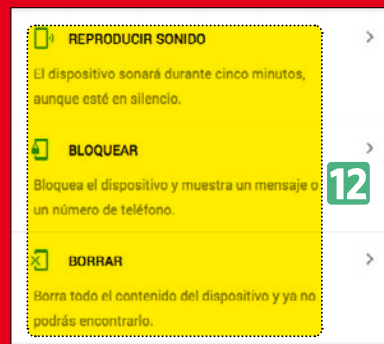 REPRODUCIR SONIDO
El dispositivo sonará durante cinco minutos,
aunque esté en silencio.
BLOQUEAR
Bloquea el dispositivo y muestra un mensaje o
un número de teléfono.
12
BORRAR
Borra todo el contenido del dispositivo y ya no
podrás encontrarlo.